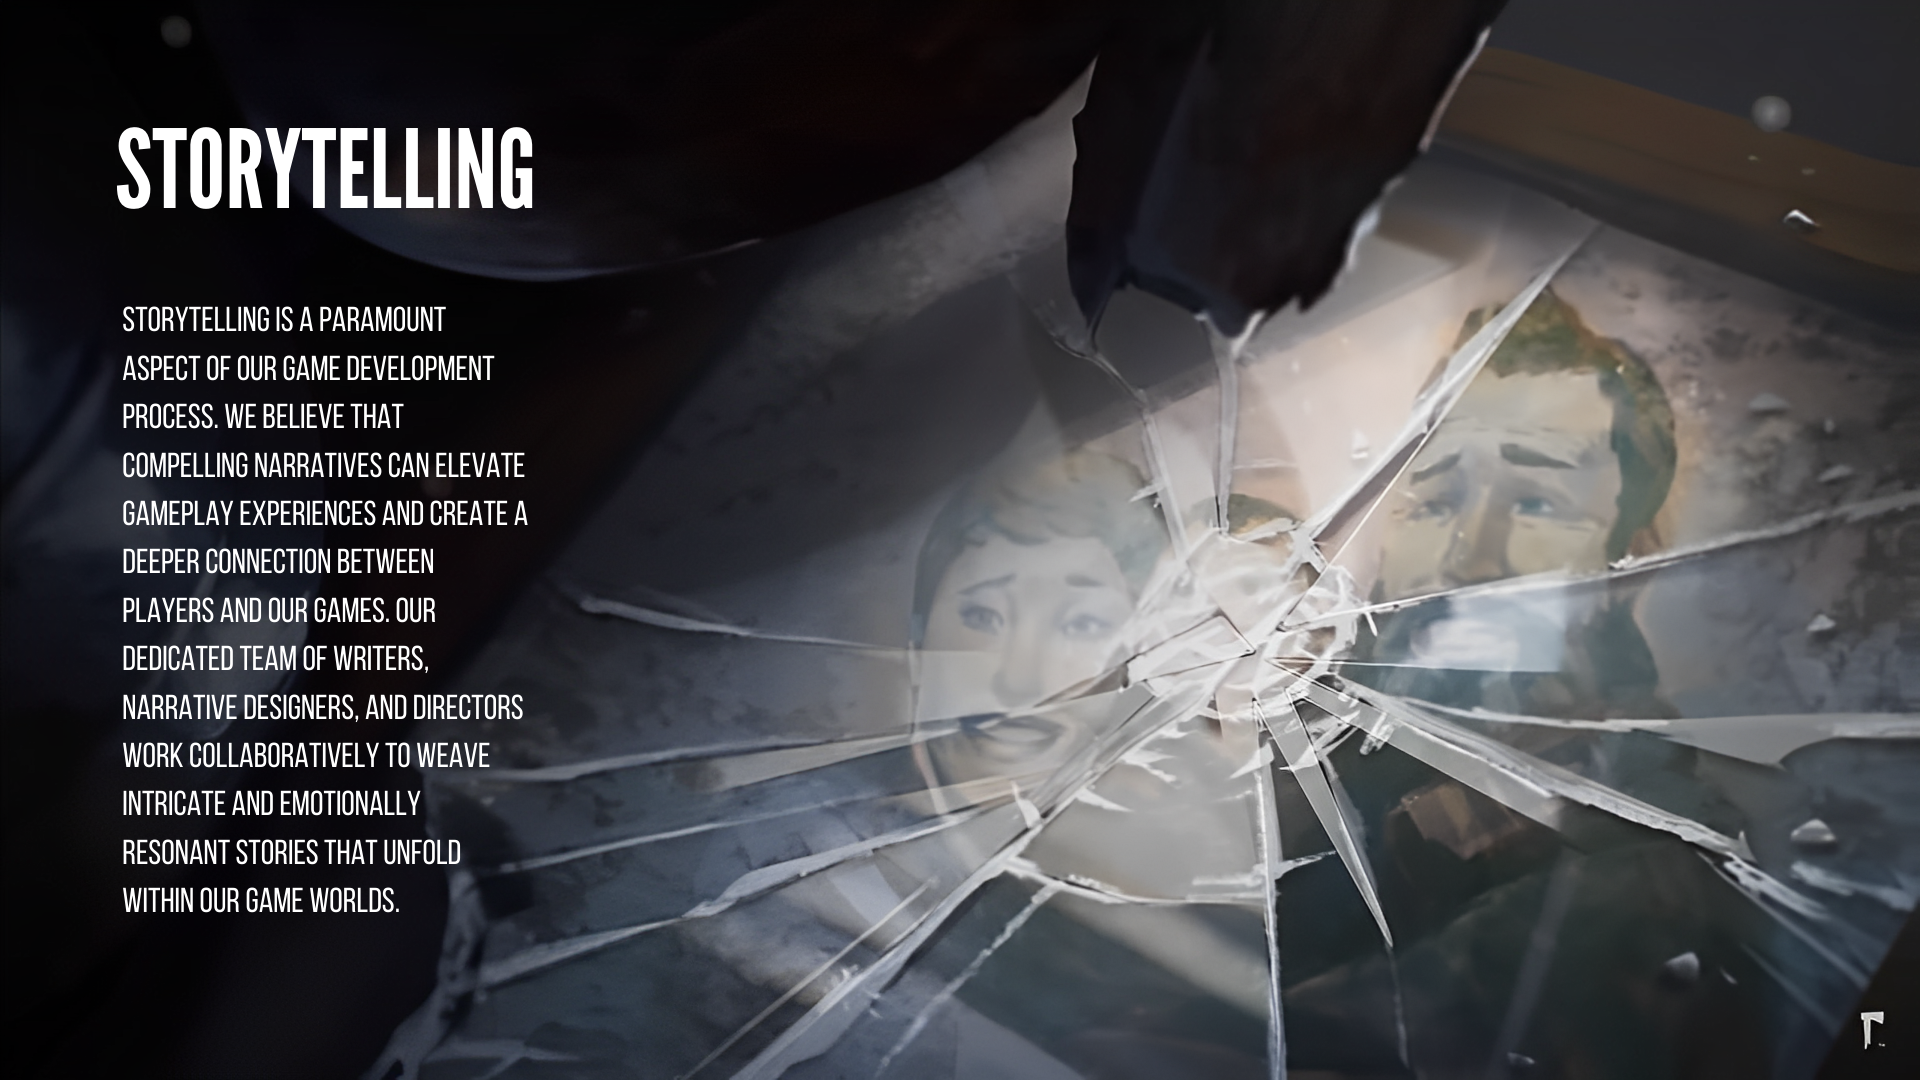 STORYTELLING
STORYTELLING IS A PARAMOUNT
ASPECT OF OUR GAME DEVELOPMENT
PROCESS. WE BELIEVE THAT
COMPELLING NARRATIVES CAN ELEVATE
GAMEPLAY EXPERIENCES AND CREATE A
DEEPER CONNECTION BETWEEN
PLAYERS AND OUR GAMES. OUR
DEDICATED TEAM OF WRITERS,
NARRATIVE DESIGNERS, AND DIRECTORS
WORK COLLABORATIVELY TO WEAVE
INTRICATE AND EMOTIONALLY
RESONANT STORIES THAT UNFOLD
WITHIN OUR GAME WORLDS.